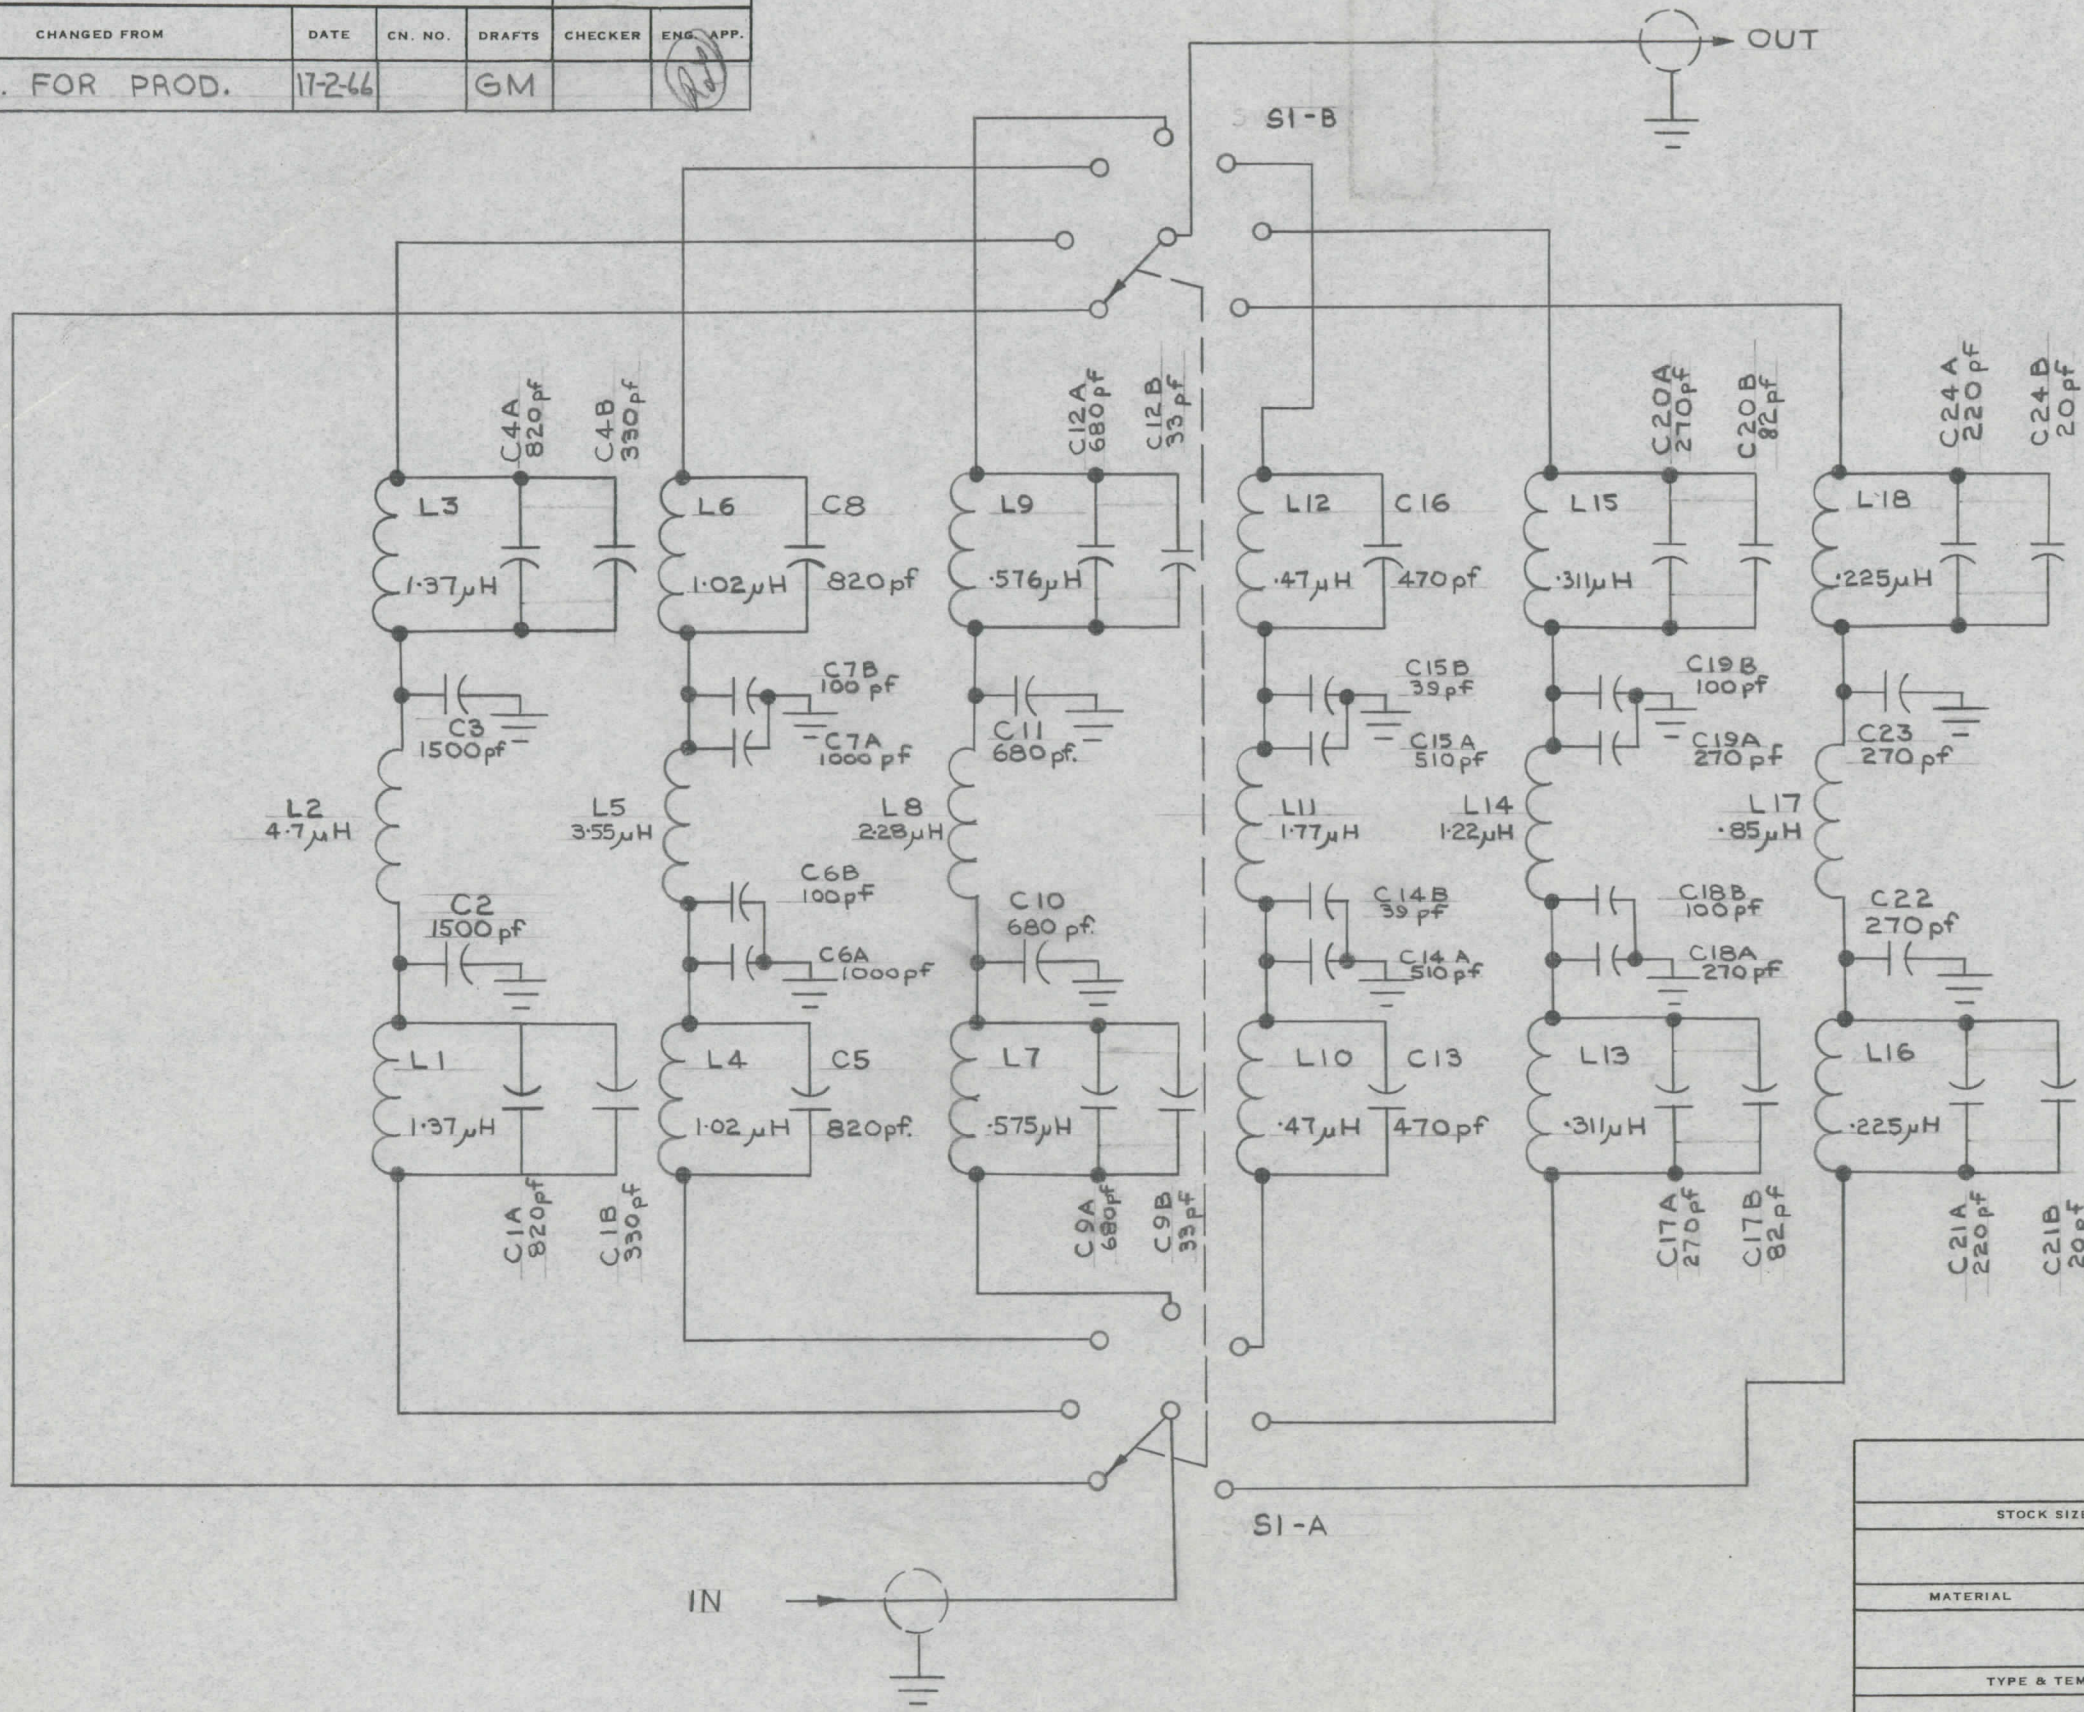 CHANGED FROM DATE CN. NO. DRAFTS CHECKER ENG. APP.
. FOR PROD. 17-2-66 GM
OUT
S1-B
C4A
820pf
C4B
330pf
C12A
680pf
C12B
33pf
C20A
270pf
C20B
82pf
C24A
220pf
C24B
20pf
L3
1·37µH
L6
1·02µH
C8
820pf
L9
·576µH
L12
·47µH
C16
470pf
L15
·311µH
L18
·225µH
C3
1500pf
C7B
100pf
C7A
1000pf
C11
680pf.
C15B
39pf
C15A
510pf
C19B
100pf
C19A
270pf
C23
270pf
L2
4·7µH
L5
3·55µH
L8
2·28µH
L11
1·77µH
L14
1·22µH
L17
·85µH
C2
1500pf
C6B
100pf
C6A
1000pf
C10
680pf.
C14B
39pf
C14A
510pf
C18B
100pf
C18A
270pf
C22
270pf
L1
1·37µH
L4
1·02µH
C5
820pf.
L7
·575µH
L10
·47µH
C13
470pf
L13
·311µH
L16
·225µH
C1A
820pf
C1B
330pf
C9A
680pf
C9B
33pf
C17A
270pf
C17B
82pf
C21A
220pf
C21B
20pf
S1-A
IN
STOCK SIZE
MATERIAL
TYPE & TEM